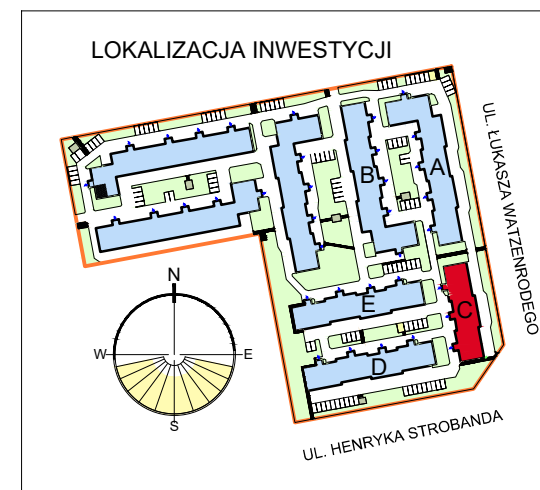 LOKALIZACJA INWESTYCJI
UL. ŁUKASZA WATZENRODEGO
A
B
C
E
D
N
W
E
S
UL. HENRYKA STROBANDA